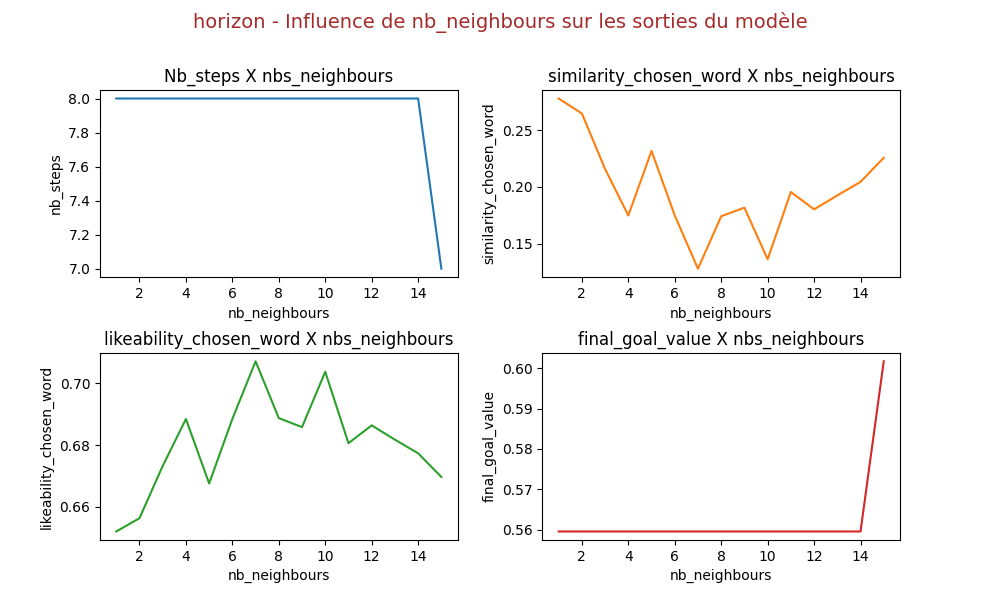 horizon - Influence de nb_neighbours sur les sorties du modèle
Nb_steps X nbs_neighbours
nb_steps
8.0
7.8
7.6
7.4
7.2
7.0
2 4 6 8 10 12 14
nb_neighbours
similarity_chosen_word X nbs_neighbours
similarity_chosen_word
0.25
0.20
0.15
2 4 6 8 10 12 14
nb_neighbours
likeability_chosen_word X nbs_neighbours
likeability_chosen_word
0.70
0.68
0.66
2 4 6 8 10 12 14
nb_neighbours
final_goal_value X nbs_neighbours
final_goal_value
0.60
0.59
0.58
0.57
0.56
2 4 6 8 10 12 14
nb_neighbours